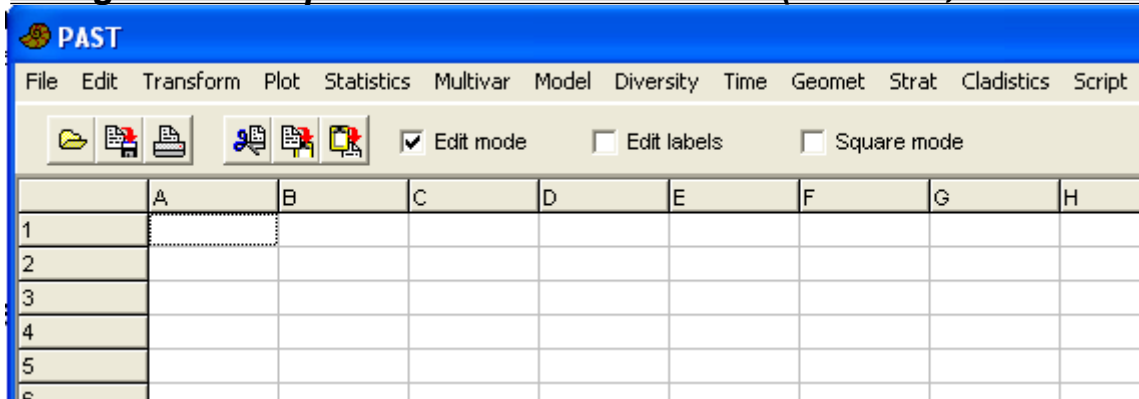 PAST
File Edit Transform Plot Statistics Multivar Model Diversity Time Geomet Strat Cladistics Script
Edit mode Edit labels Square mode
A B C D E F G H
1
2
3
4
5